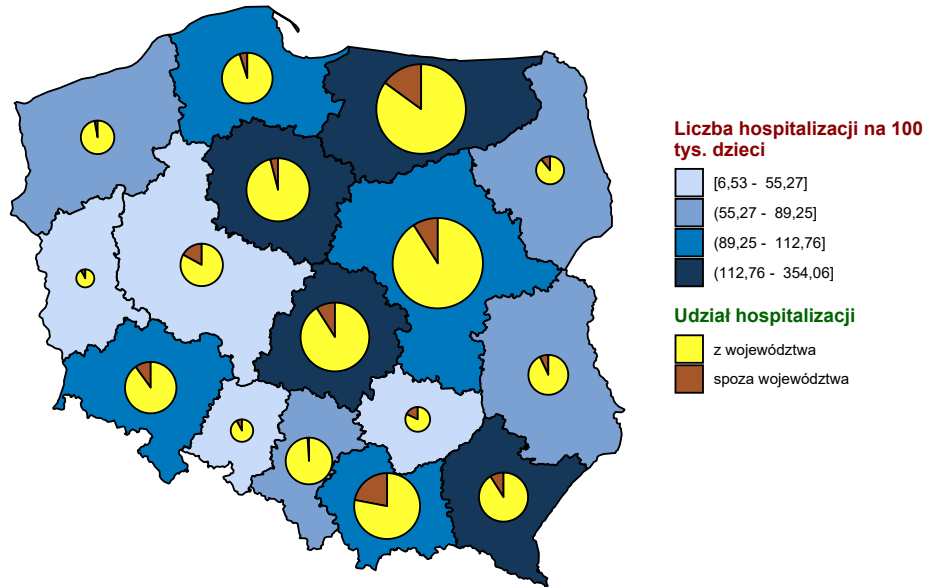 Liczba hospitalizacji na 100
tys. dzieci
[6,53 - 55,27]
(55,27 - 89,25]
(89,25 - 112,76]
(112,76 - 354,06]
Udział hospitalizacji
z województwa
spoza województwa